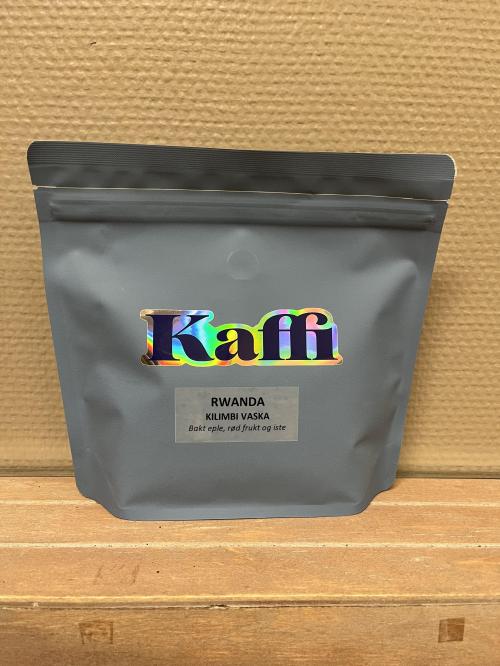 Kaffi
RWANDA
KILIMBI VASKA
Bakt eple, rød frukt og iste